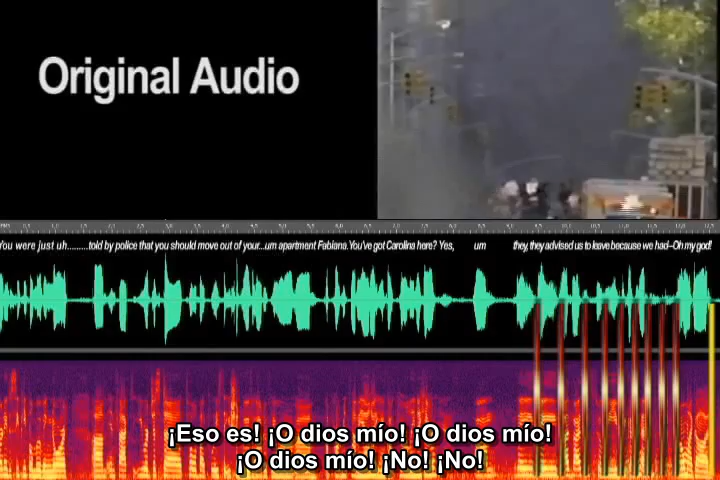 Original Audio
You were just uh.........told by police that you should move out of your...um apartment Fabiana. You've got Carolina here? Yes, um they, they advised us to leave because we had--Oh my god!
¡Eso es! ¡O dios mío! ¡O dios mío!
¡O dios mío! ¡No! ¡No!